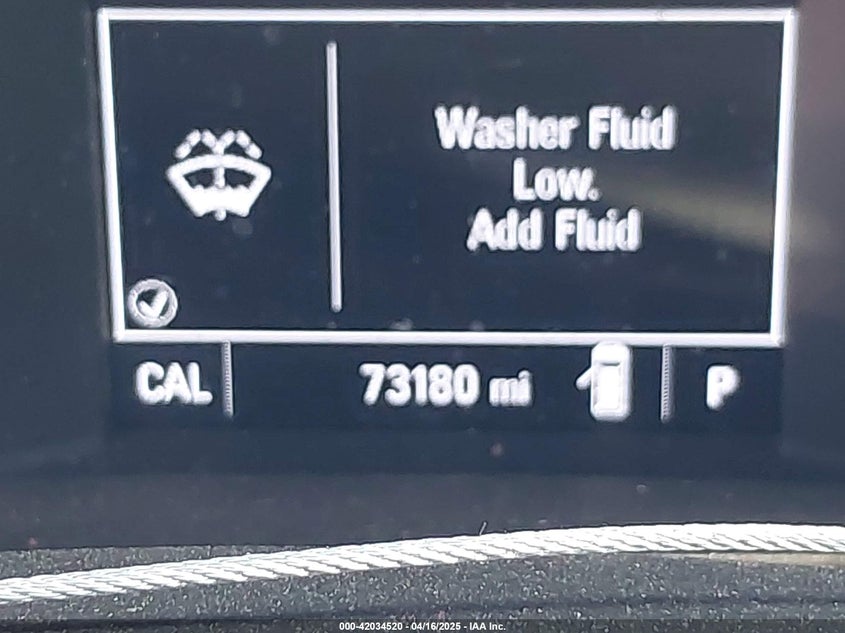 Washer Fluid
Low.
Add Fluid
CAL
73180 mi
P
000-42034520 - 04/16/2025 - IAA Inc.